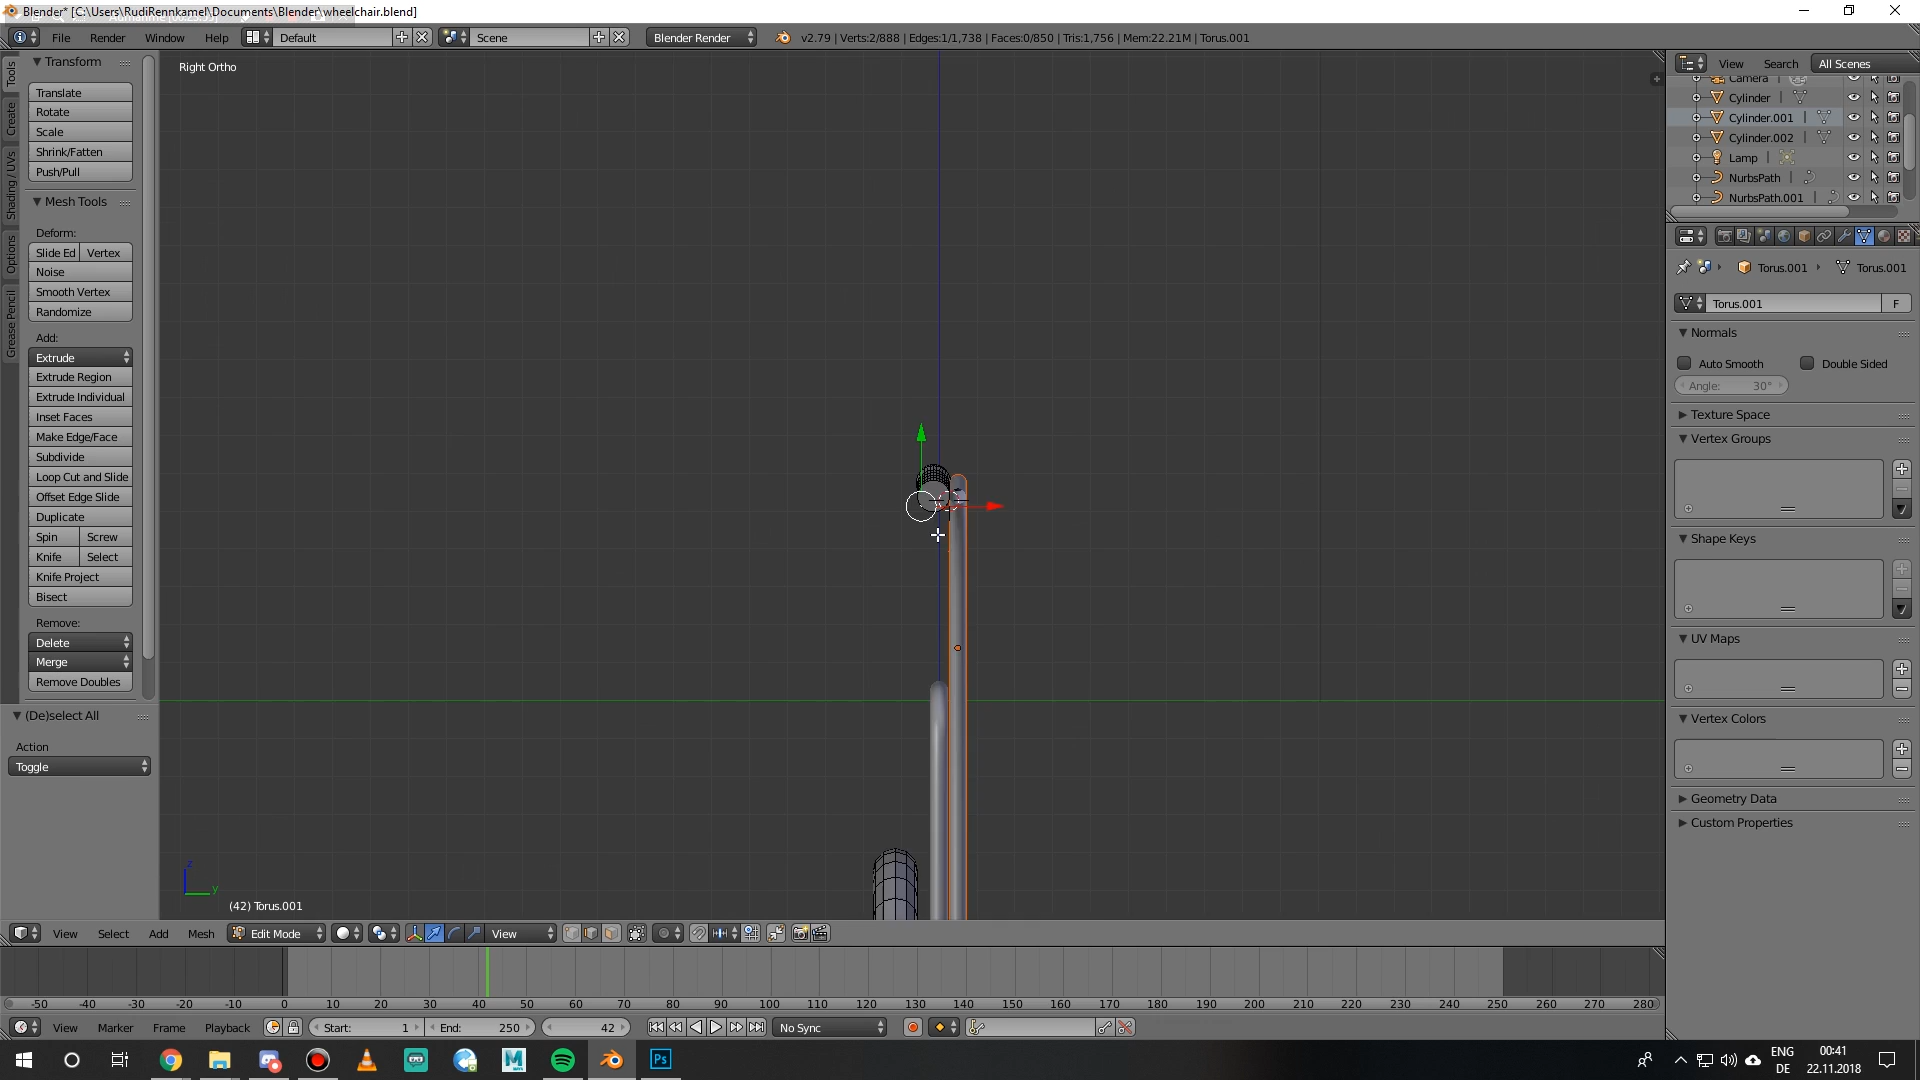 Blender* [C:\Users\RudiRennkamel\Documents\Blender\wheelchair.blend]
File Render Window Help Default Scene Blender Render v2.79 | Verts:2/888 | Edges:1/1,738 | Faces:0/850 | Tris:1,756 | Mem:22.21M | Torus.001
Tools
Create
Shading / UVs
Options
Grease Pencil
Transform
Translate
Rotate
Scale
Shrink/Fatten
Push/Pull
Mesh Tools
Deform:
Slide Ed Vertex
Noise
Smooth Vertex
Randomize
Add:
Extrude
Extrude Region
Extrude Individual
Inset Faces
Make Edge/Face
Subdivide
Loop Cut and Slide
Offset Edge Slide
Duplicate
Spin Screw
Knife Select
Knife Project
Bisect
Remove:
Delete
Merge
Remove Doubles
(De)select All
Action
Toggle
Right Ortho
z
y
(42) Torus.001
View Select Add Mesh Edit Mode View
-50 -40 -30 -20 -10 0 10 20 30 40 50 60 70 80 90 100 110 120 130 140 150 160 170 180 190 200 210 220 230 240 250 260 270 280
View Marker Frame Playback Start: 1 End: 250 42 No Sync
View Search All Scenes
Camera
Cylinder
Cylinder.001
Cylinder.002
Lamp
NurbsPath
NurbsPath.001
Torus.001 Torus.001
Torus.001 F
Normals
Auto Smooth Double Sided
Angle: 30°
Texture Space
Vertex Groups
Shape Keys
UV Maps
Vertex Colors
Geometry Data
Custom Properties
Ps
ENG
DE
00:41
22.11.2018